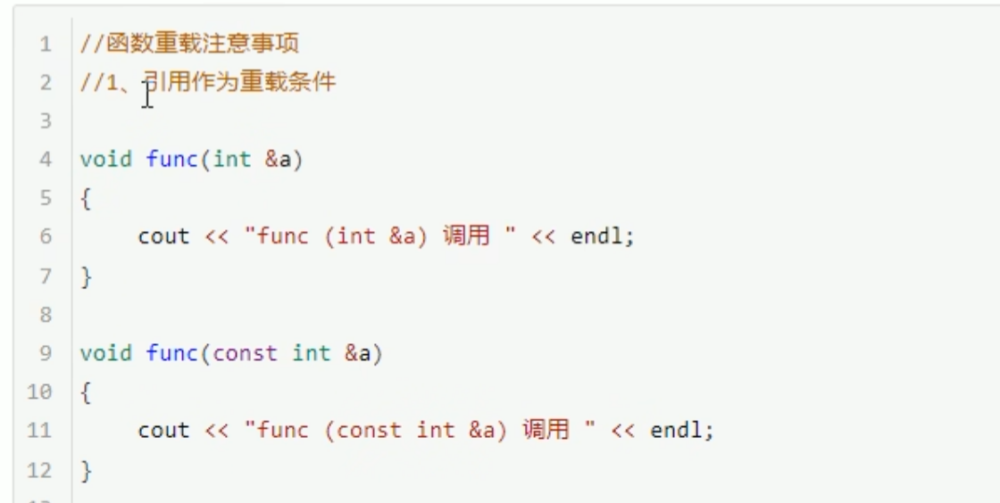 1 //函数重载注意事项
2 //1、引用作为重载条件
3
4 void func(int &a)
5 {
6 cout << "func (int &a) 调用 " << endl;
7 }
8
9 void func(const int &a)
10 {
11 cout << "func (const int &a) 调用 " << endl;
12 }